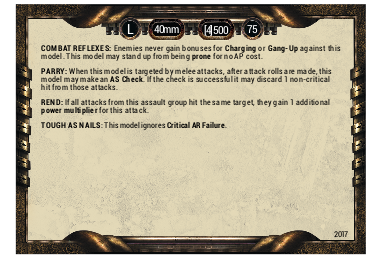 L 40mm 4500 75
COMBAT REFLEXES: Enemies never gain bonuses for Charging or Gang-Up against this
model. This model may stand up from being prone for no AP cost.
PARRY: When this model is targeted by melee attacks, after attack rolls are made, this
model may make an AS Check. If the check is successful it may discard 1 non-critical
hit from those attacks.
REND: If all attacks from this assault group hit the same target, they gain 1 additional
power multiplier for this attack.
TOUGH AS NAILS: This model ignores Critical AR Failure.
2017